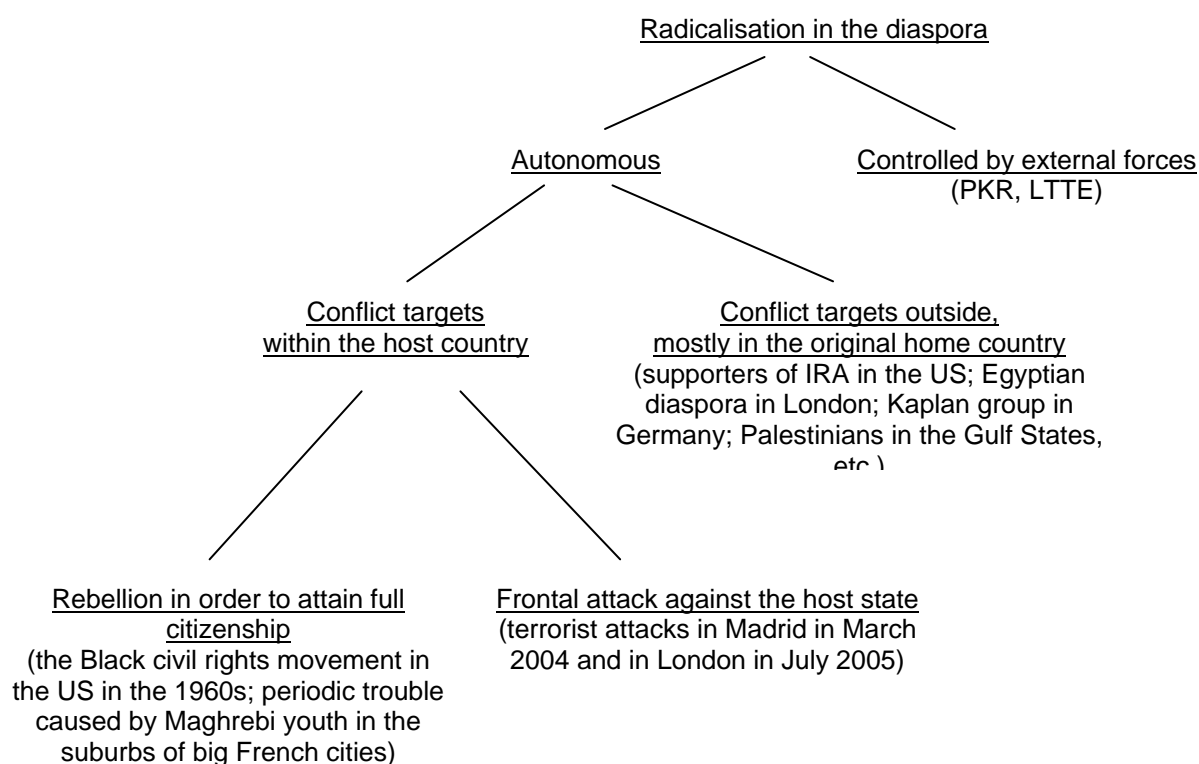 Radicalisation in the diaspora
Autonomous
Controlled by external forces
(PKR, LTTE)
Conflict targets
within the host country
Conflict targets outside,
mostly in the original home country
(supporters of IRA in the US; Egyptian
diaspora in London; Kaplan group in
Germany; Palestinians in the Gulf States,
etc.)
Rebellion in order to attain full
citizenship
(the Black civil rights movement in
the US in the 1960s; periodic trouble
caused by Maghrebi youth in the
suburbs of big French cities)
Frontal attack against the host state
(terrorist attacks in Madrid in March
2004 and in London in July 2005)